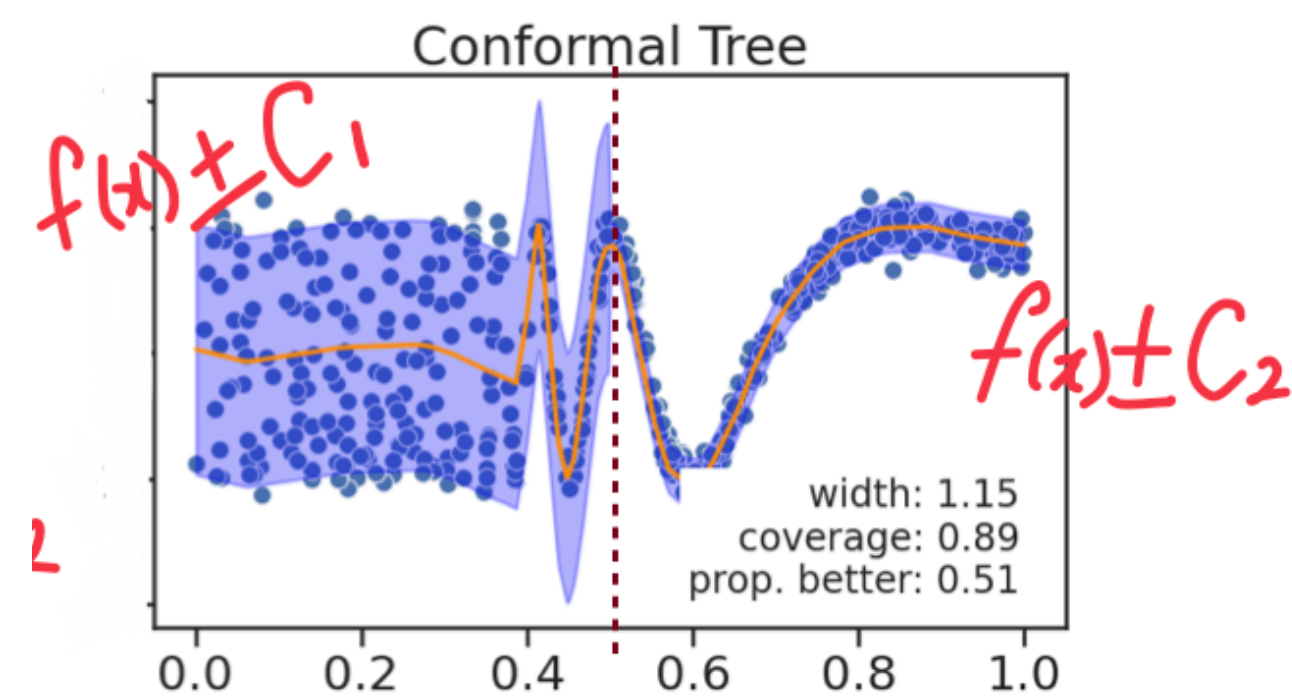 Conformal Tree
f(x) ± C₁
f(x) ± C₂
2
width: 1.15
coverage: 0.89
prop. better: 0.51
0.0 0.2 0.4 0.6 0.8 1.0